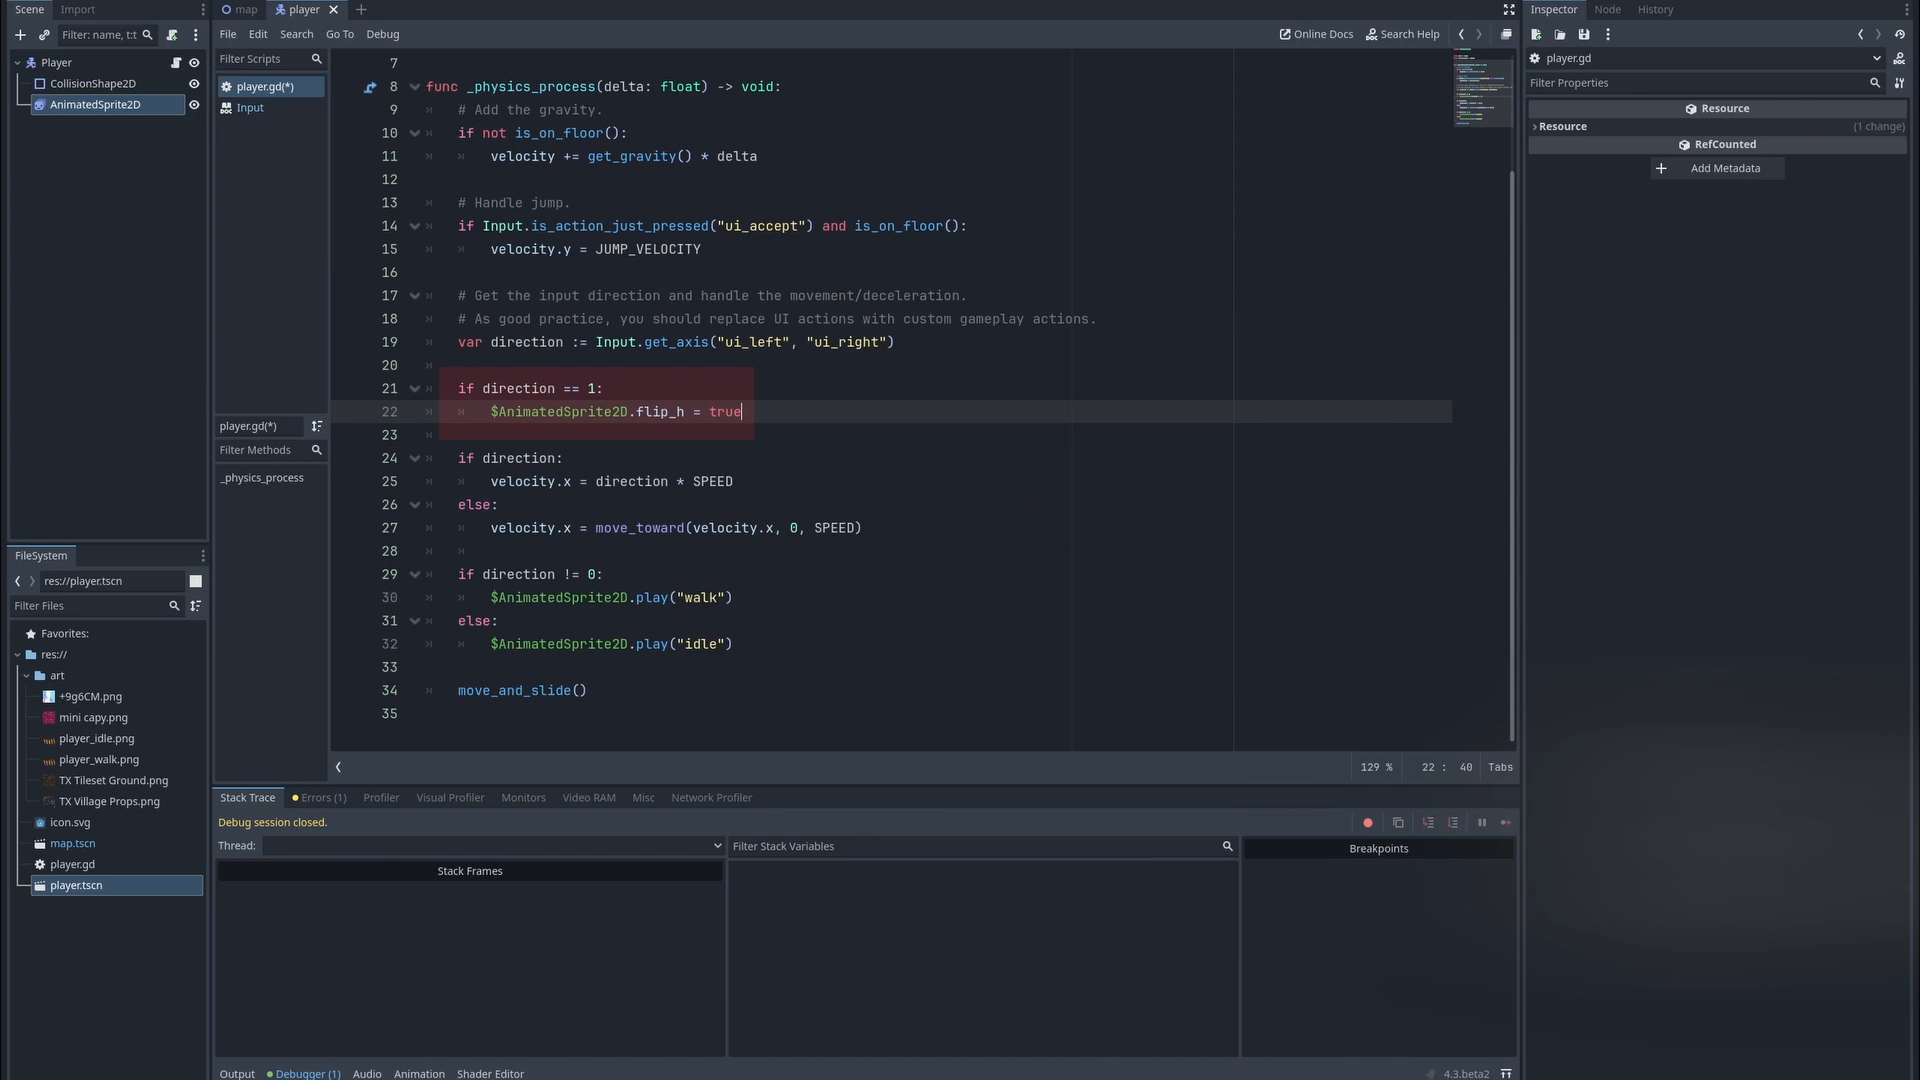 Scene
Import
map
player
Inspector
Node
History
Filter: name, t:t
File
Edit
Search
Go To
Debug
Online Docs
Search Help
Player
CollisionShape2D
AnimatedSprite2D
Filter Scripts
player.gd(*)
Input
player.gd(*)
Filter Methods
_physics_process
7
8 func _physics_process(delta: float) -> void:
9 # Add the gravity.
10 if not is_on_floor():
11 velocity += get_gravity() * delta
12
13 # Handle jump.
14 if Input.is_action_just_pressed("ui_accept") and is_on_floor():
15 velocity.y = JUMP_VELOCITY
16
17 # Get the input direction and handle the movement/deceleration.
18 # As good practice, you should replace UI actions with custom gameplay actions.
19 var direction := Input.get_axis("ui_left", "ui_right")
20
21 if direction == 1:
22 $AnimatedSprite2D.flip_h = true
23
24 if direction:
25 velocity.x = direction * SPEED
26 else:
27 velocity.x = move_toward(velocity.x, 0, SPEED)
28
29 if direction != 0:
30 $AnimatedSprite2D.play("walk")
31 else:
32 $AnimatedSprite2D.play("idle")
33
34 move_and_slide()
35
129 %
22 : 40
Tabs
player.gd
Filter Properties
Resource
Resource
(1 change)
RefCounted
Add Metadata
FileSystem
res://player.tscn
Filter Files
Favorites:
res://
art
+9g6CM.png
mini capy.png
player_idle.png
player_walk.png
TX Tileset Ground.png
TX Village Props.png
icon.svg
map.tscn
player.gd
player.tscn
Stack Trace
Errors (1)
Profiler
Visual Profiler
Monitors
Video RAM
Misc
Network Profiler
Debug session closed.
Thread:
Filter Stack Variables
Breakpoints
Stack Frames
Output
Debugger (1)
Audio
Animation
Shader Editor
4.3.beta2